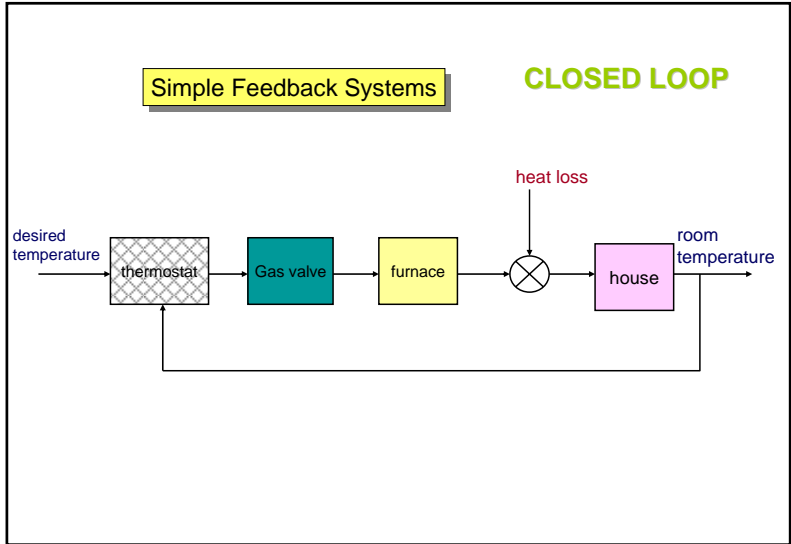 Simple Feedback Systems
CLOSED LOOP
heat loss
desired
temperature
thermostat
Gas valve
furnace
house
room
temperature